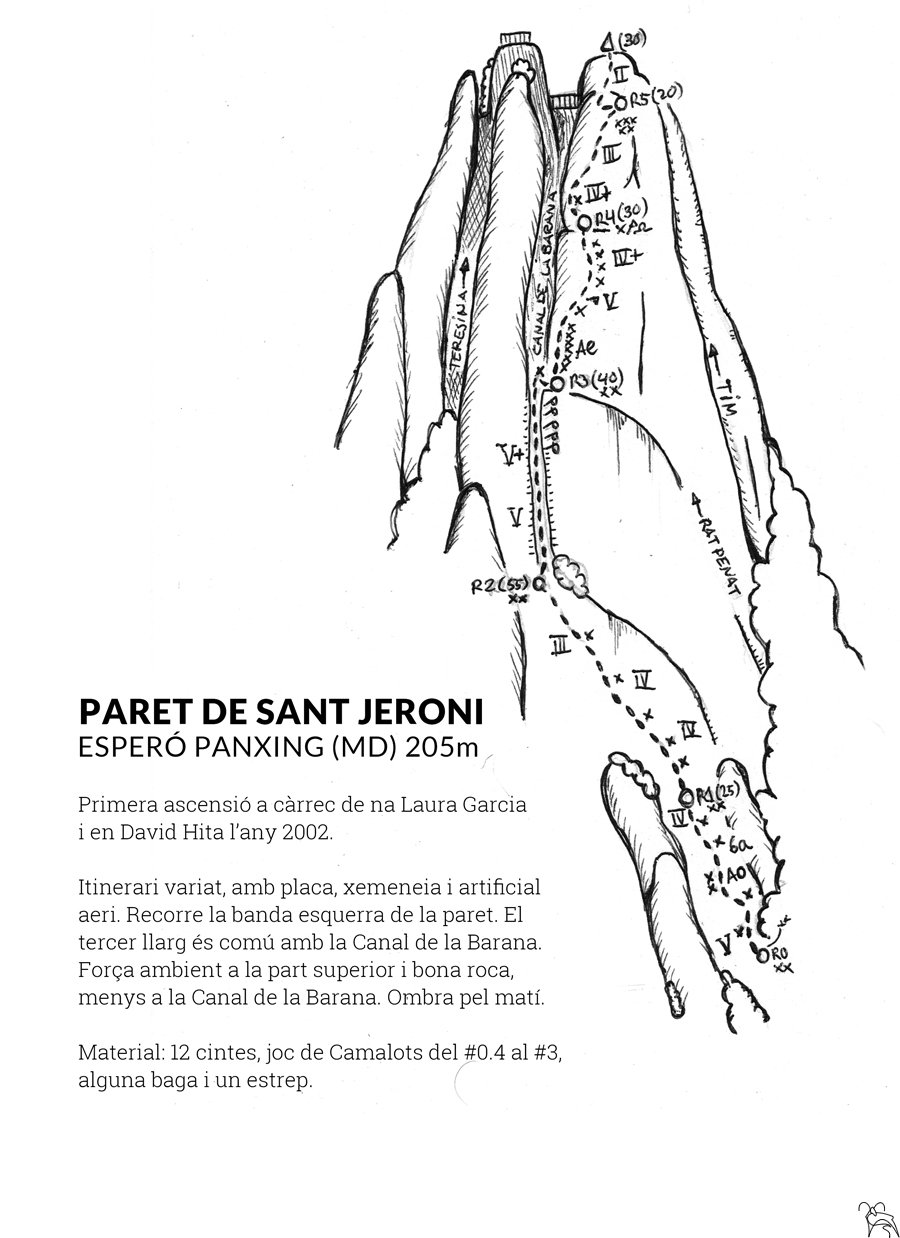 △(30)
II
R5(20)
xxx
xx
III
IV+
R4(30)
IV+
V
Ae
R3(40)
xx
CANAL DE LA BARANA
TERESINA
TIM
V+
V
RAT PENAT
R2(55)
xx
III
IV
IV
R1(25)
xx
IV
6a
A0
V
R0
xx
PARET DE SANT JERONI
ESPERÓ PANXING (MD) 205m
Primera ascensió a càrrec de na Laura Garcia
i en David Hita l’any 2002.
Itinerari variat, amb placa, xemeneia i artificial
aeri. Recorre la banda esquerra de la paret. El
tercer llarg és comú amb la Canal de la Barana.
Força ambient a la part superior i bona roca,
menys a la Canal de la Barana. Ombra pel matí.
Material: 12 cintes, joc de Camalots del #0.4 al #3,
alguna baga i un estrep.